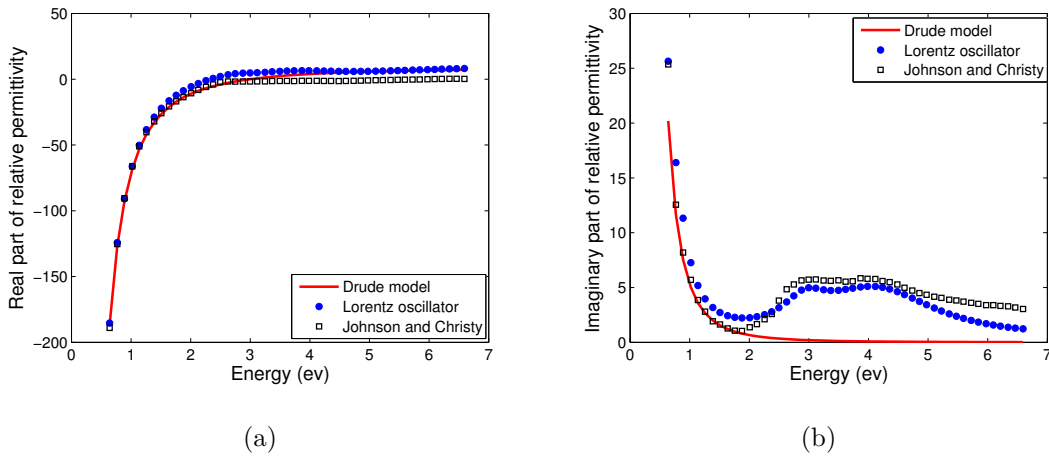 50
0
−50
−100
−150
−200
0 1 2 3 4 5 6 7
Energy (ev)
Real part of relative permittivity
Drude model
Lorentz oscillator
Johnson and Christy
(a)
30
25
20
15
10
5
0
0 1 2 3 4 5 6 7
Energy (ev)
Imaginary part of relative permittivity
Drude model
Lorentz oscillator
Johnson and Christy
(b)